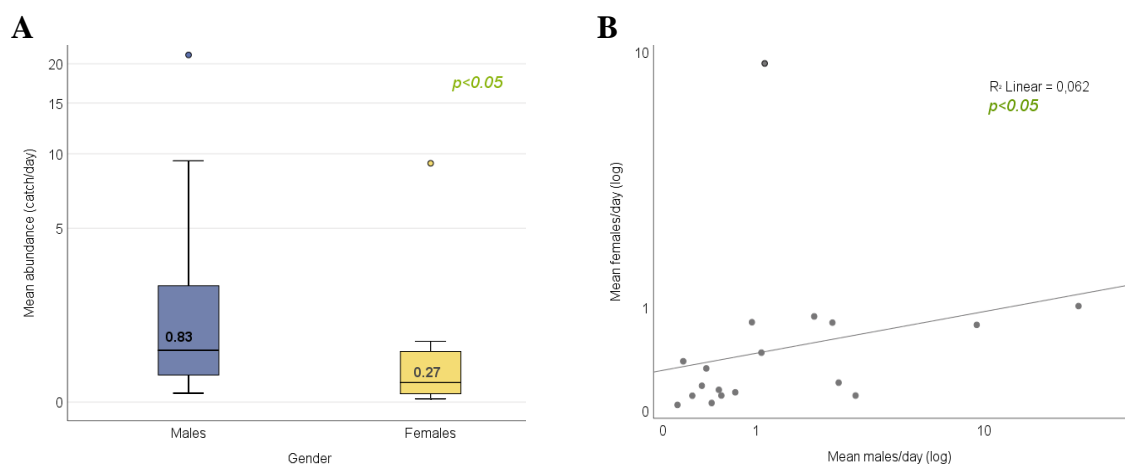 A
Mean abundance (catch/day)
20
15
10
5
0
p<0.05
0.83
0.27
Males
Females
Gender
B
Mean females/day (log)
10
1
0
R² Linear = 0,062
p<0.05
0
1
10
Mean males/day (log)